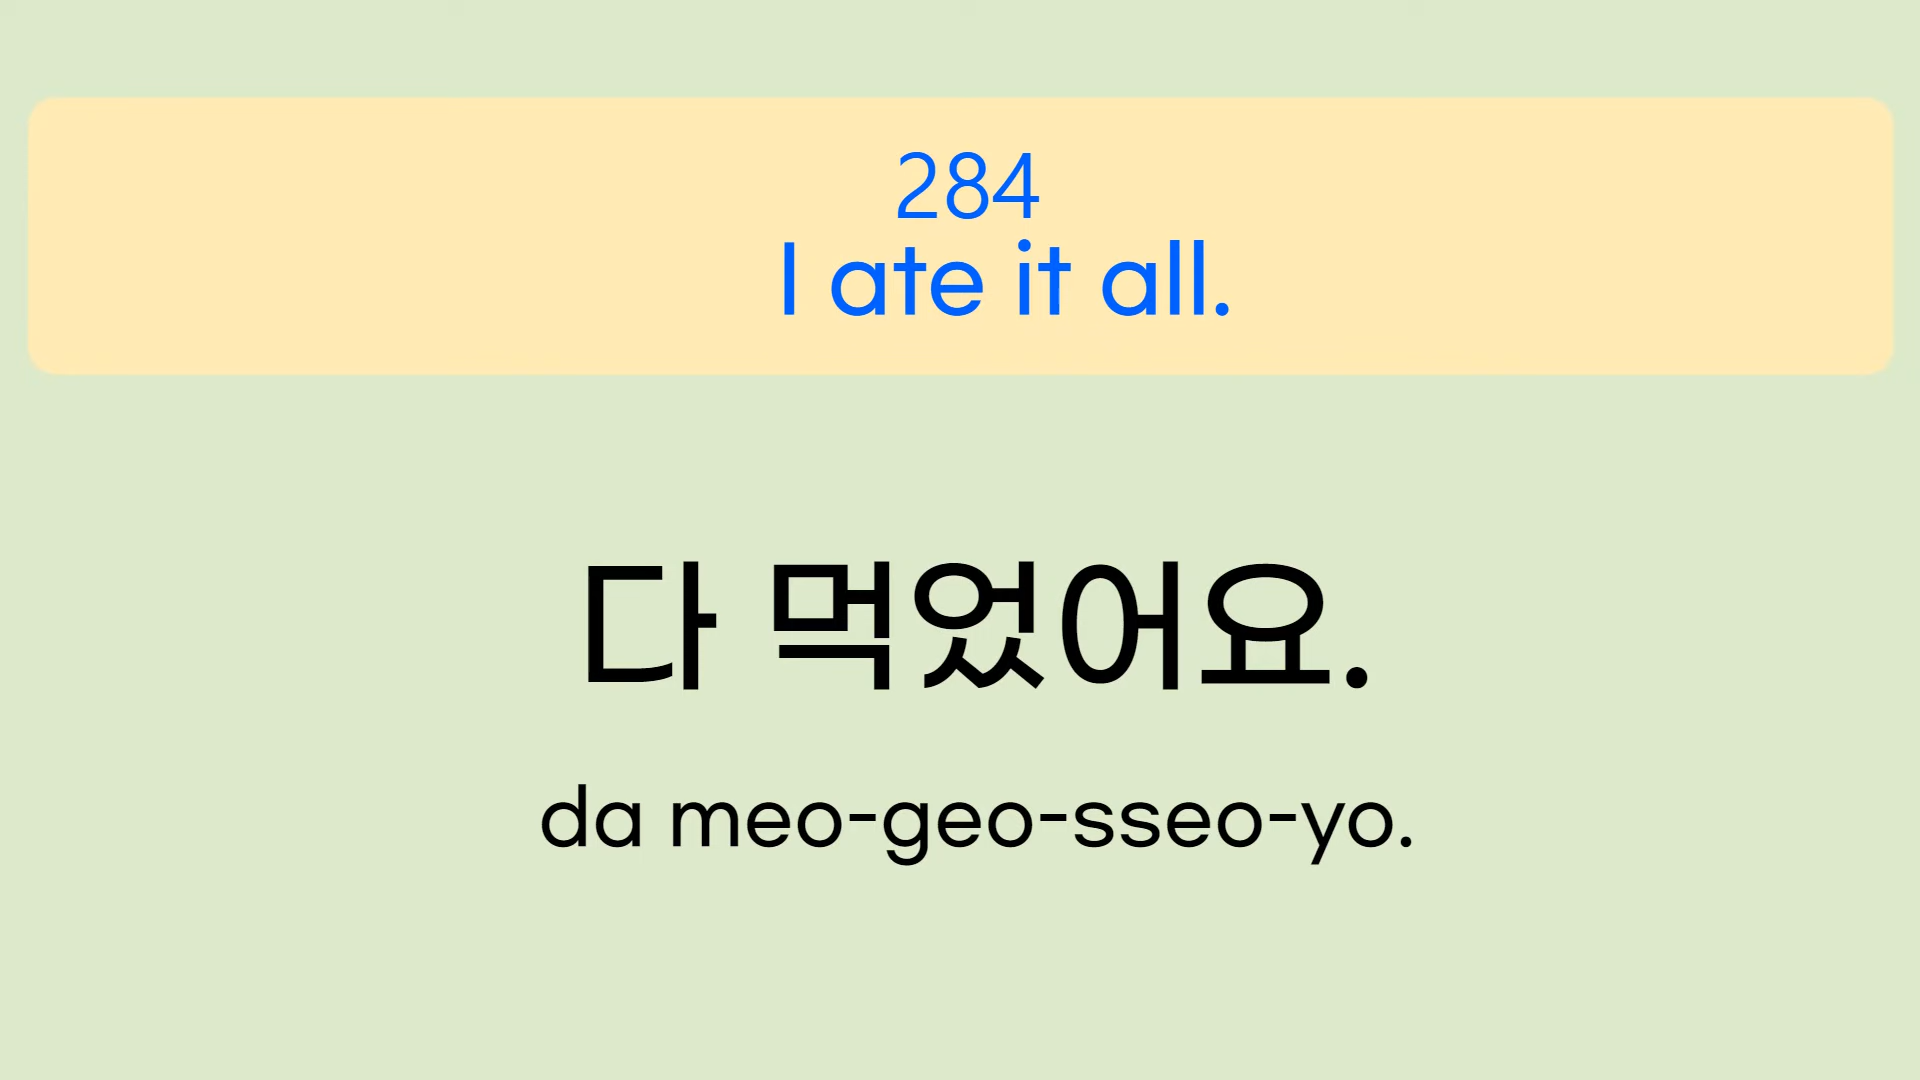 284
I ate it all.
다 먹었어요.
da meo-geo-sseo-yo.